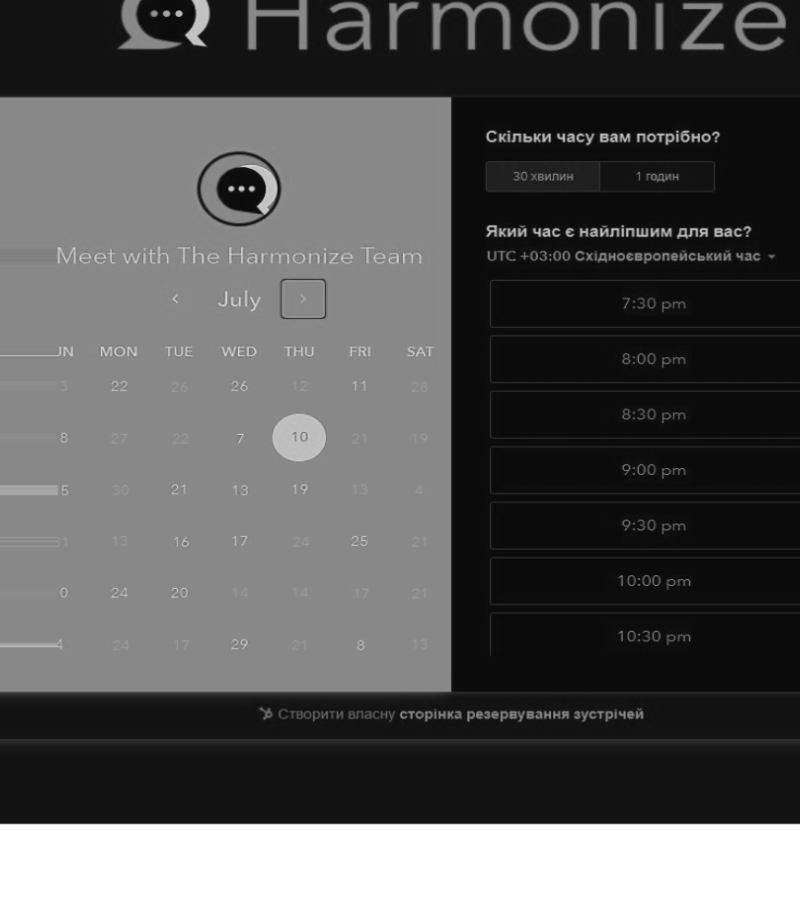 Harmonize
Meet with The Harmonize Team
July
UN MON TUE WED THU FRI SAT
3 22 26 26 12 11 28
8 27 22 7 10 21 19
5 30 21 13 19 13 4
1 13 16 17 24 25 21
0 24 20 14 14 17 21
4 24 17 29 21 8 13
Скільки часу вам потрібно?
30 хвилин 1 годин
Який час є найліпшим для вас?
UTC +03:00 Східноєвропейський час
7:30 pm
8:00 pm
8:30 pm
9:00 pm
9:30 pm
10:00 pm
10:30 pm
Створити власну сторінка резервування зустрічей